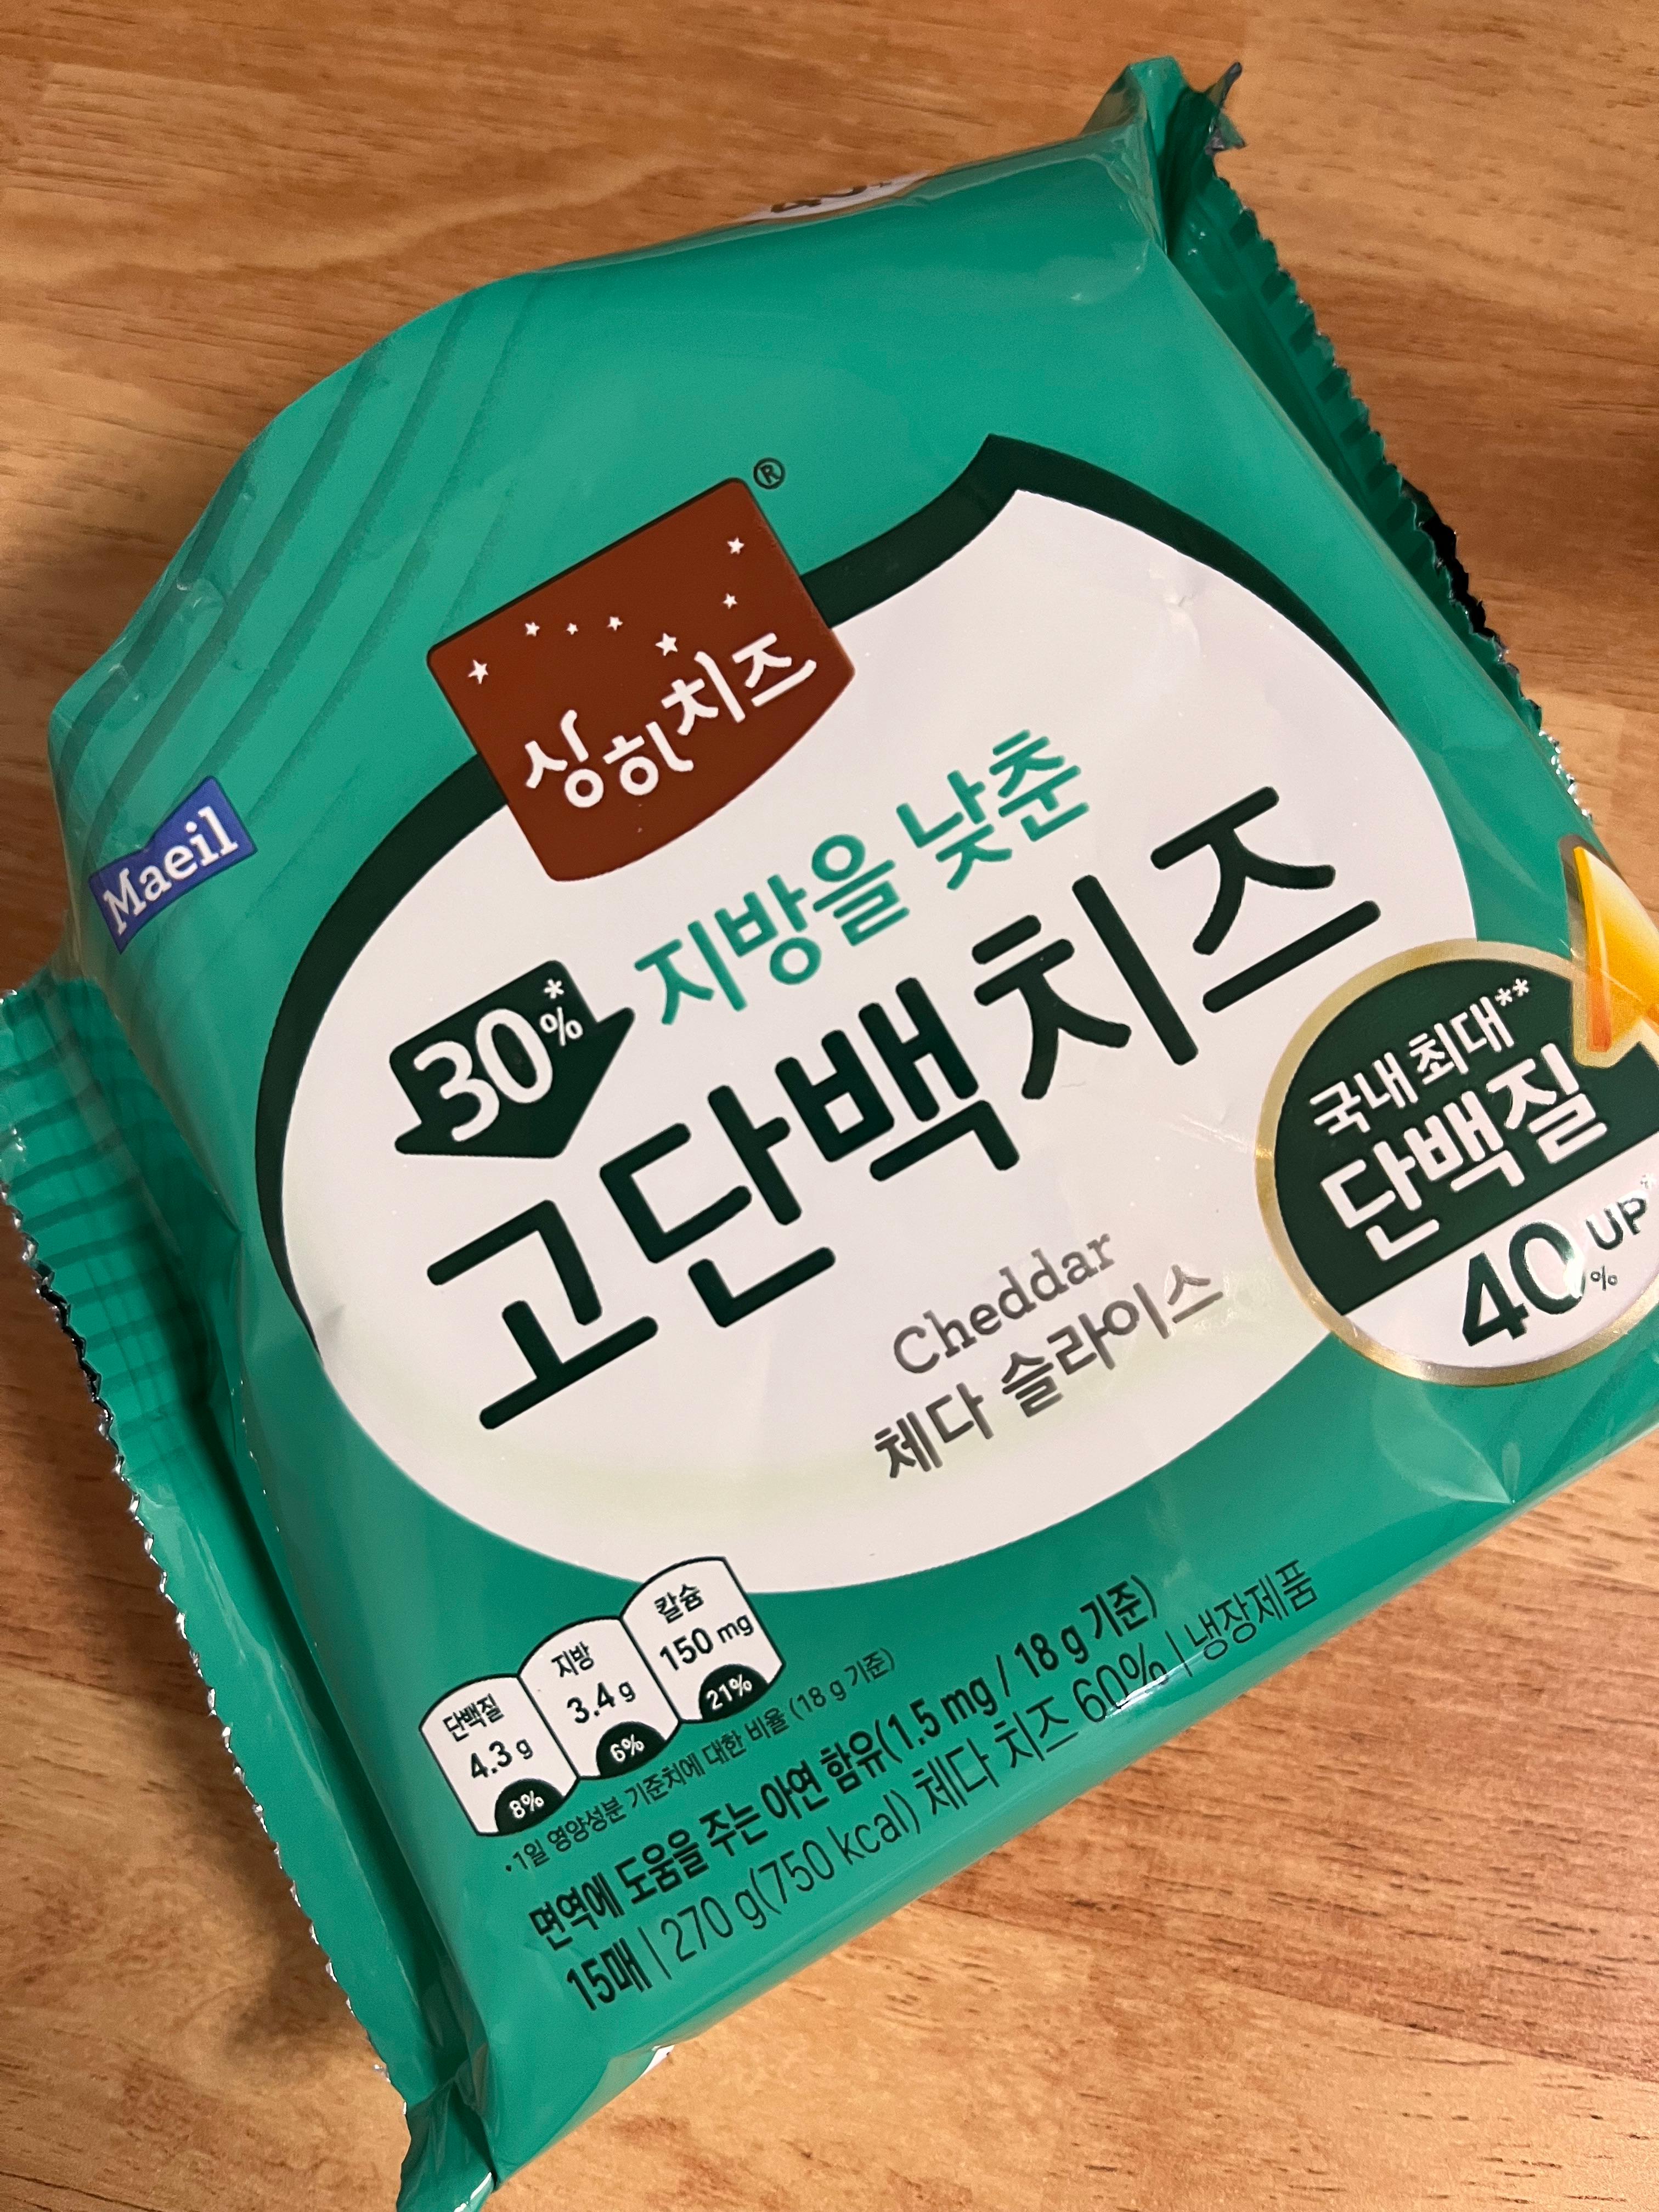 Maeil
상하치즈
®
30%*
지방을 낮춘
고단백치즈
Cheddar
체다 슬라이스
국내 최대**
단백질
40% UP*
단백질
4.3 g
8%
지방
3.4 g
6%
칼슘
150 mg
21%
•1일 영양성분 기준치에 대한 비율 (18 g 기준)
면역에 도움을 주는 아연 함유(1.5 mg / 18 g 기준)
15매 | 270 g(750 kcal) 체다 치즈 60% | 냉장제품